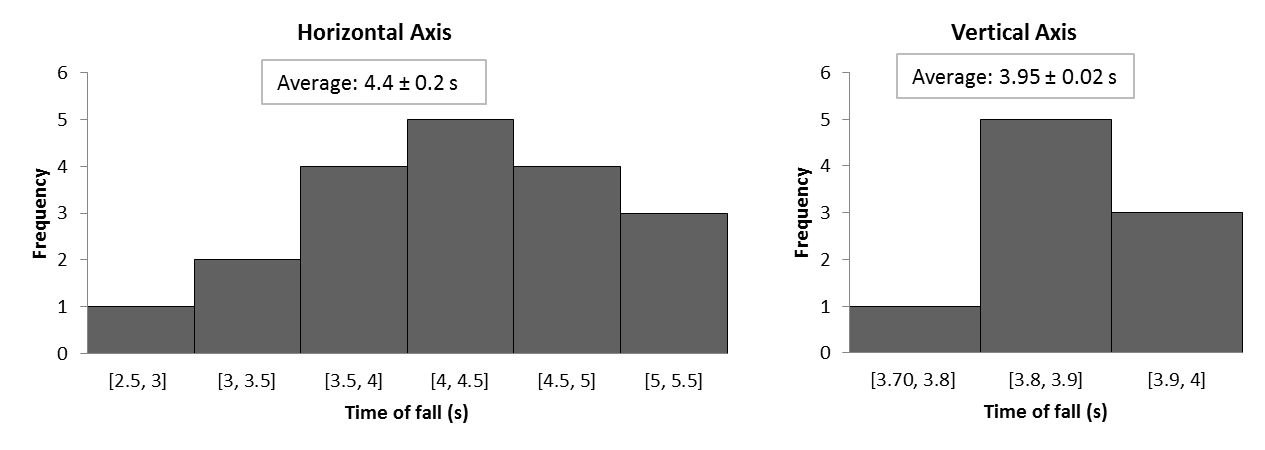 Horizontal Axis
Average: 4.4 ± 0.2 s
Frequency
6
5
4
3
2
1
0
[2.5, 3] [3, 3.5] [3.5, 4] [4, 4.5] [4.5, 5] [5, 5.5]
Time of fall (s)
Vertical Axis
Average: 3.95 ± 0.02 s
Frequency
6
5
4
3
2
1
0
[3.70, 3.8] [3.8, 3.9] [3.9, 4]
Time of fall (s)